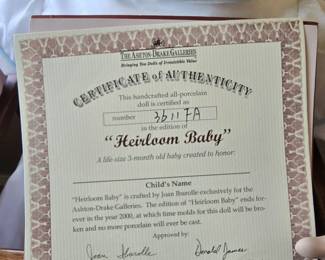 THE ASHTON-DRAKE GALLERIES
Bringing You Dolls of Irresistible Value
CERTIFICATE OF AUTHENTICITY
This handcrafted all-porcelain
doll is certified as
number 3611FA
in the edition of
"Heirloom Baby"
A life-size 3-month old baby created to honor:
Child's Name
"Heirloom Baby" is crafted by Joan Ibarolle exclusively for the
Ashton-Drake Galleries. The edition of "Heirloom Baby" ends for-
ever in the year 2000, at which time molds for this doll will be bro-
ken and no more porcelain will ever be cast.
Approved by:
Joan Ibarolle